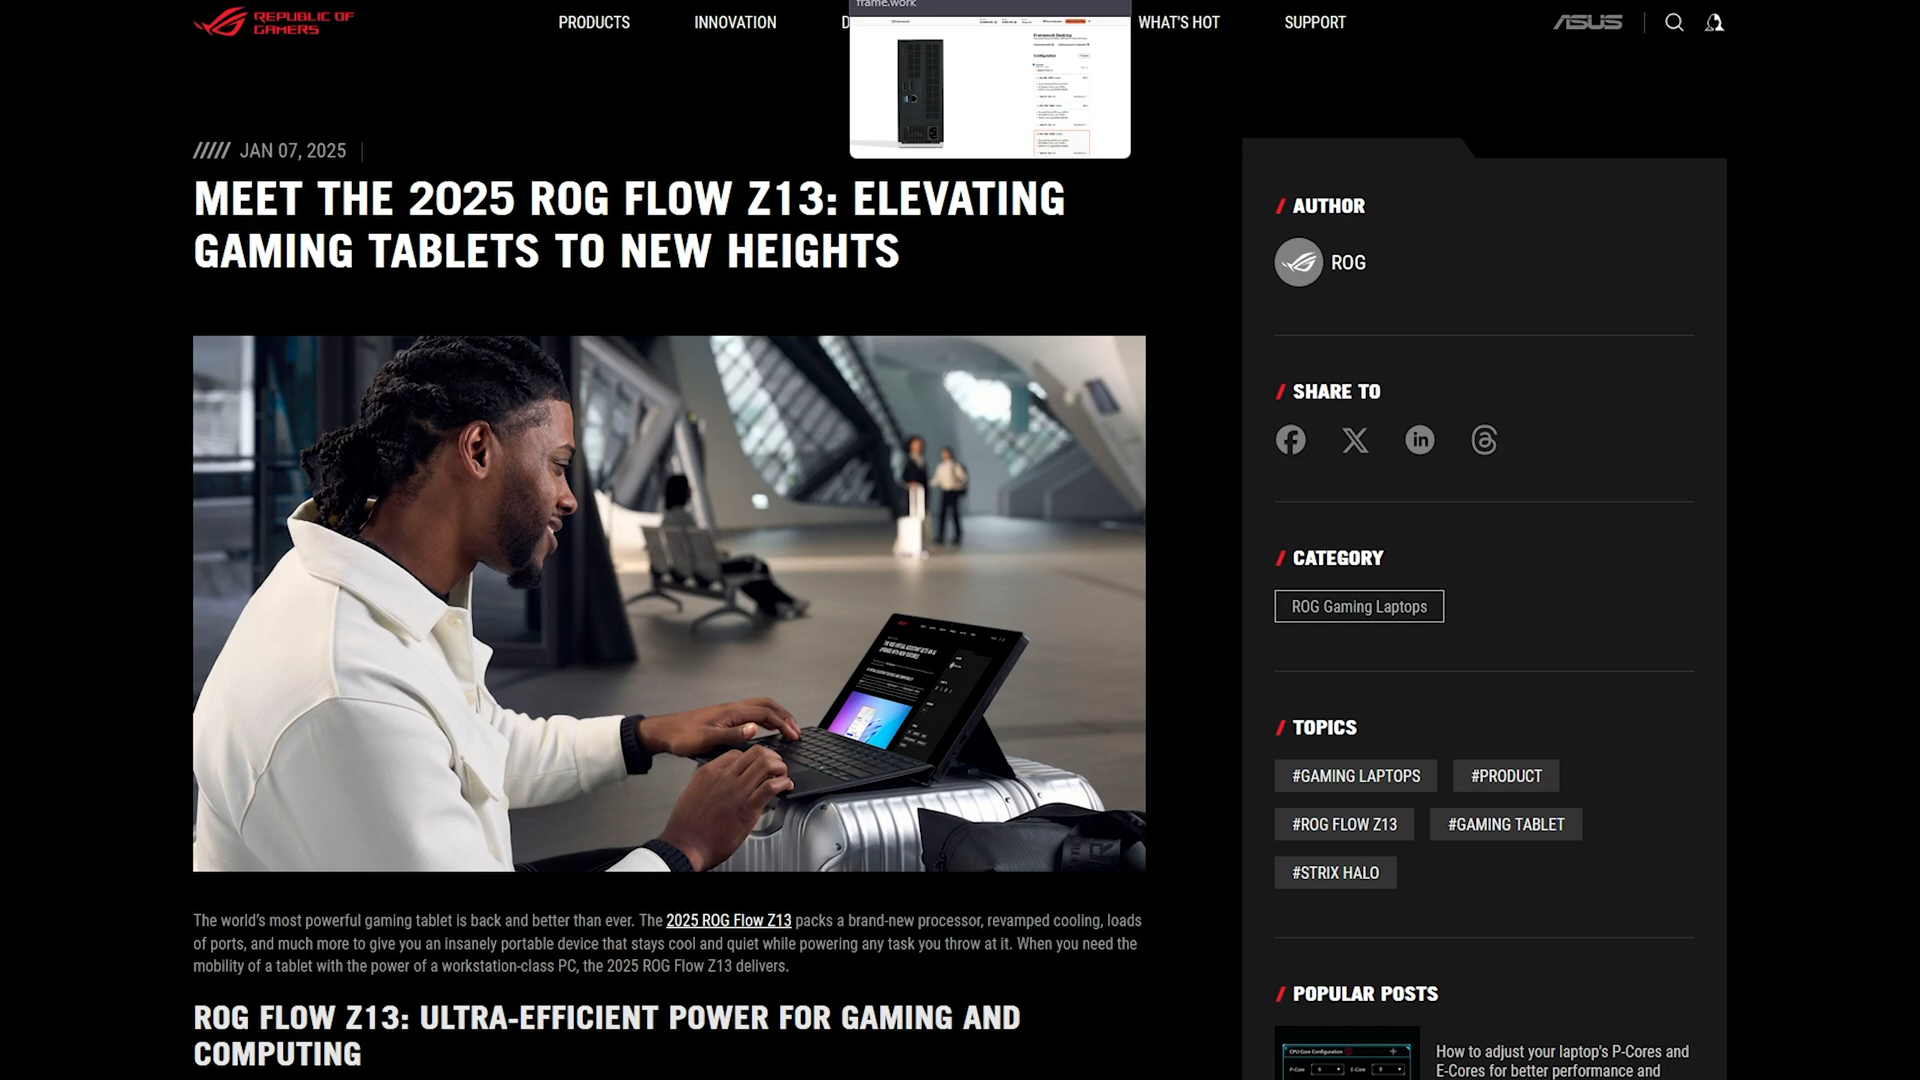 REPUBLIC OF
GAMERS
PRODUCTS
INNOVATION
D
frame.work
Framework Desktop
Configuration
WHAT'S HOT
SUPPORT
ASUS
JAN 07, 2025
MEET THE 2025 ROG FLOW Z13: ELEVATING
GAMING TABLETS TO NEW HEIGHTS
The world's most powerful gaming tablet is back and better than ever. The 2025 ROG Flow Z13 packs a brand-new processor, revamped cooling, loads
of ports, and much more to give you an insanely portable device that stays cool and quiet while powering any task you throw at it. When you need the
mobility of a tablet with the power of a workstation-class PC, the 2025 ROG Flow Z13 delivers.
ROG FLOW Z13: ULTRA-EFFICIENT POWER FOR GAMING AND
COMPUTING
AUTHOR
ROG
SHARE TO
CATEGORY
ROG Gaming Laptops
TOPICS
#GAMING LAPTOPS
#PRODUCT
#ROG FLOW Z13
#GAMING TABLET
#STRIX HALO
POPULAR POSTS
CPU Core Configuration
P-Core 6
E-Core 8
How to adjust your laptop's P-Cores and
E-Cores for better performance and